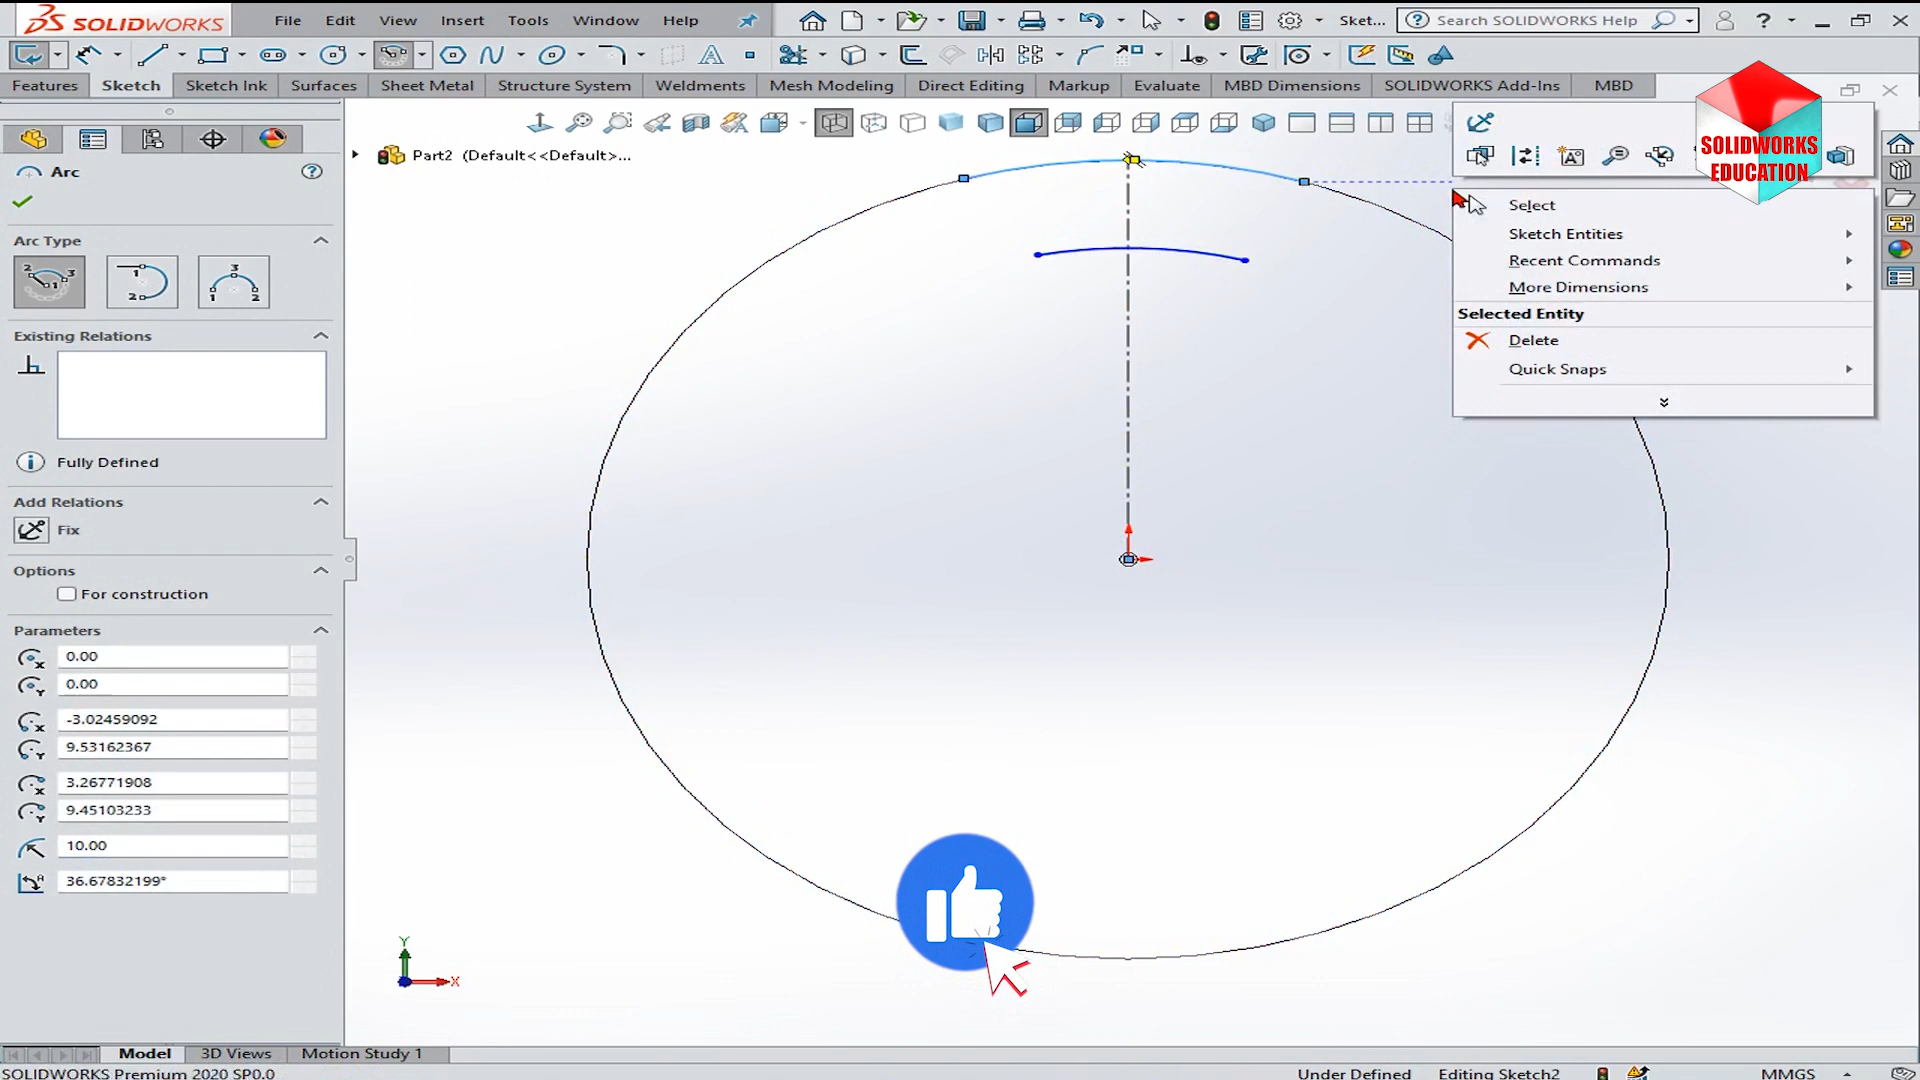 SOLIDWORKS File Edit View Insert Tools Window Help Sket... Search SOLIDWORKS Help
Features Sketch Sketch Ink Surfaces Sheet Metal Structure System Weldments Mesh Modeling Direct Editing Markup Evaluate MBD Dimensions SOLIDWORKS Add-Ins MBD
SOLIDWORKS
EDUCATION
Part2 (Default<<Default>...
Arc
Arc Type
Existing Relations
Fully Defined
Add Relations
Fix
Options
For construction
Parameters
0.00
0.00
-3.02459092
9.53162367
3.26771908
9.45103233
10.00
36.67832199°
Select
Sketch Entities
Recent Commands
More Dimensions
Selected Entity
Delete
Quick Snaps
Y
X
Model 3D Views Motion Study 1
SOLIDWORKS Premium 2020 SP0.0 Under Defined Editing Sketch2 MMGS